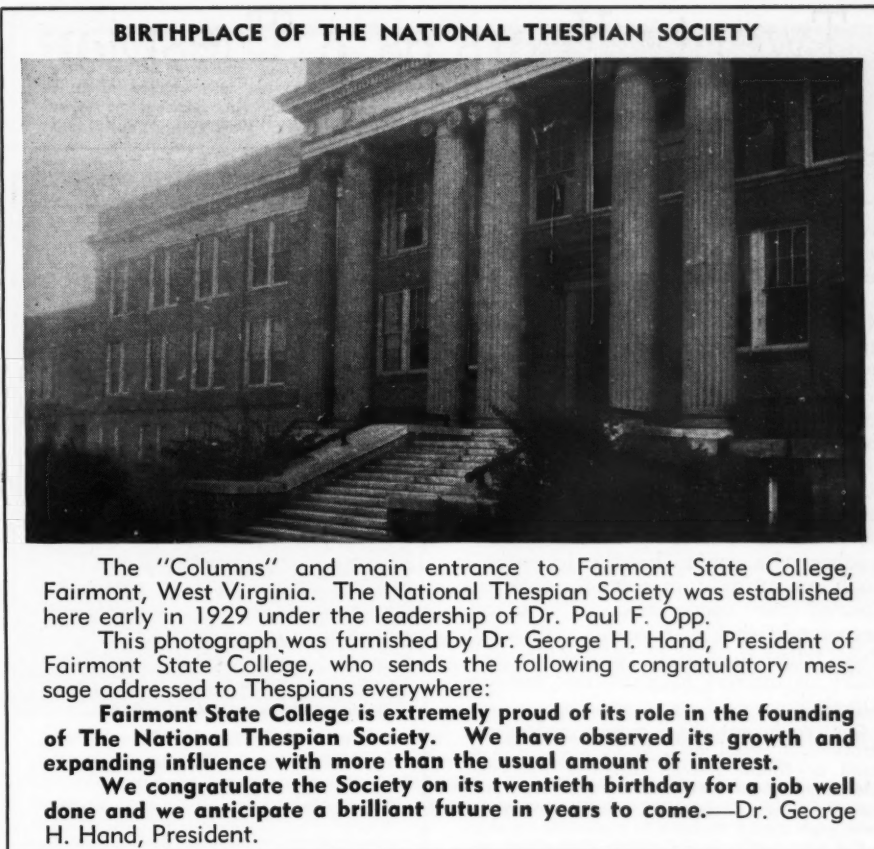 BIRTHPLACE OF THE NATIONAL THESPIAN SOCIETY
The "Columns" and main entrance to Fairmont State College,
Fairmont, West Virginia. The National Thespian Society was established
here early in 1929 under the leadership of Dr. Paul F. Opp.
This photograph was furnished by Dr. George H. Hand, President of
Fairmont State College, who sends the following congratulatory mes-
sage addressed to Thespians everywhere:
Fairmont State College is extremely proud of its role in the founding
of The National Thespian Society. We have observed its growth and
expanding influence with more than the usual amount of interest.
We congratulate the Society on its twentieth birthday for a job well
done and we anticipate a brilliant future in years to come.—Dr. George
H. Hand, President.